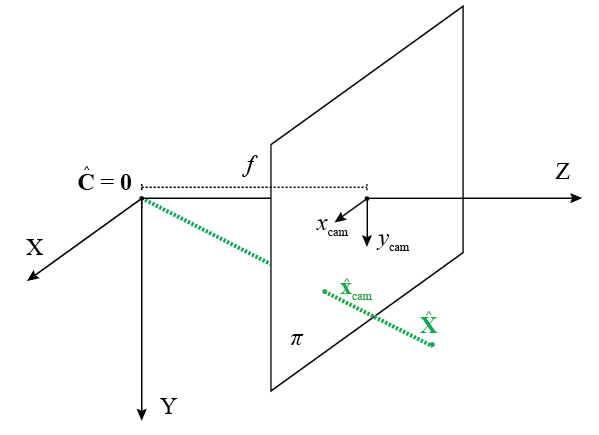 f
Ĉ = 0
Z
x_cam
y_cam
X
x̂_cam
X̂
π
Y